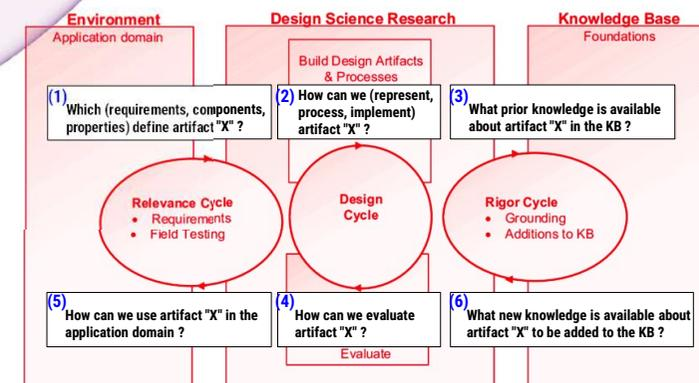 Environment
Application domain
Design Science Research
Knowledge Base
Foundations
Build Design Artifacts
& Processes
(1)
Which (requirements, components,
properties) define artifact "X" ?
(2) How can we (represent,
process, implement)
artifact "X" ?
(3)
What prior knowledge is available
about artifact "X" in the KB ?
Relevance Cycle
• Requirements
• Field Testing
Design
Cycle
Rigor Cycle
• Grounding
• Additions to KB
(5)
How can we use artifact "X" in the
application domain ?
(4)
How can we evaluate
artifact "X" ?
(6)
What new knowledge is available about
artifact "X" to be added to the KB ?
Evaluate